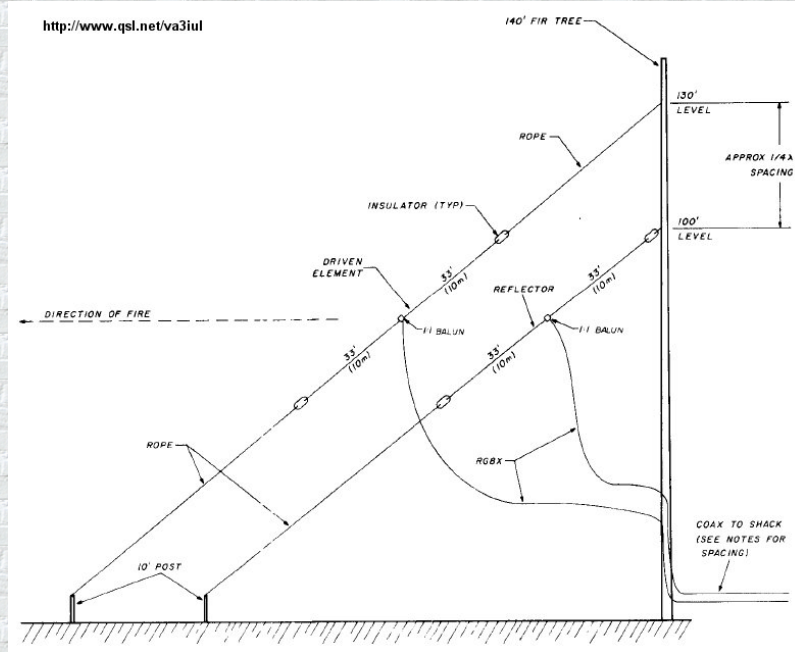 http://www.qsl.net/va3iul
140' FIR TREE
130'
LEVEL
ROPE
APPROX 1/4λ
SPACING
INSULATOR (TYP)
100'
LEVEL
DRIVEN
ELEMENT
33'
(10m)
33'
(10m)
REFLECTOR
DIRECTION OF FIRE
1:1 BALUN
1:1 BALUN
33'
(10m)
33'
(10m)
ROPE
RG8X
COAX TO SHACK
(SEE NOTES FOR
SPACING)
10' POST